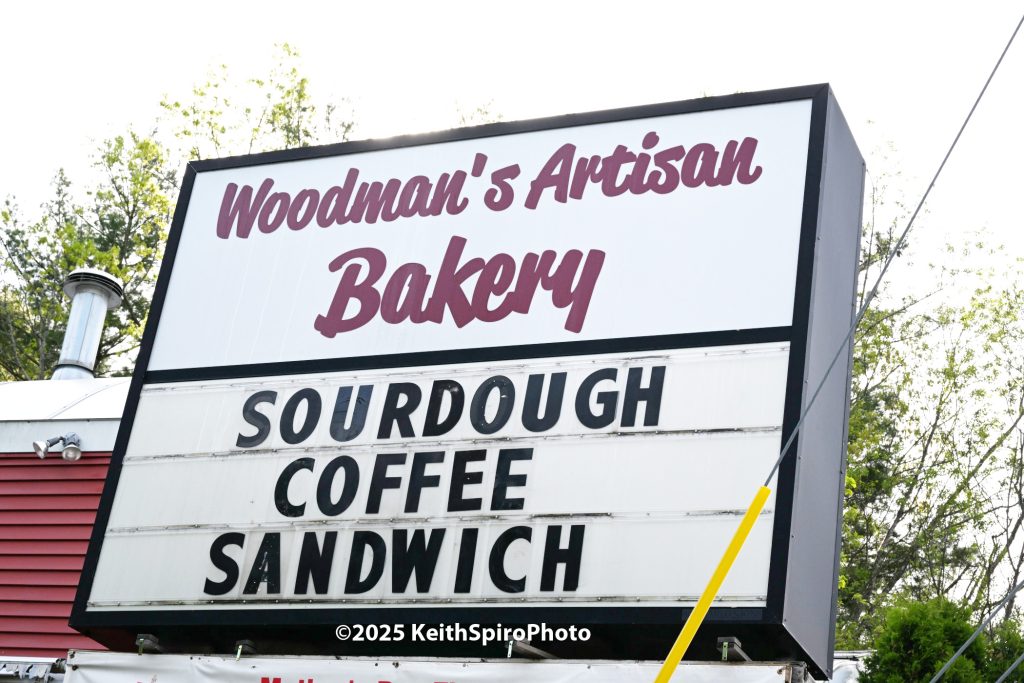 Woodman's Artisan
Bakery
SOURDOUGH
COFFEE
SANDWICH
©2025 KeithSpiroPhoto